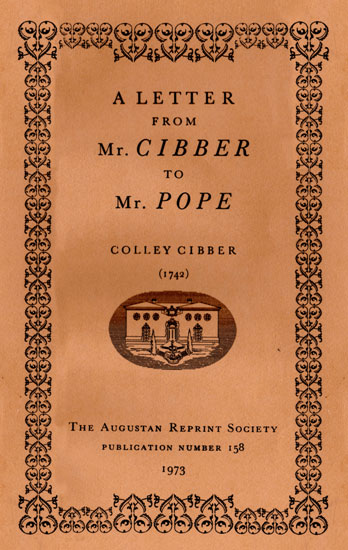 A LETTER
FROM
Mr. CIBBER
TO
Mr. POPE
COLLEY CIBBER
(1742)
THE AUGUSTAN REPRINT SOCIETY
PUBLICATION NUMBER 158
1973